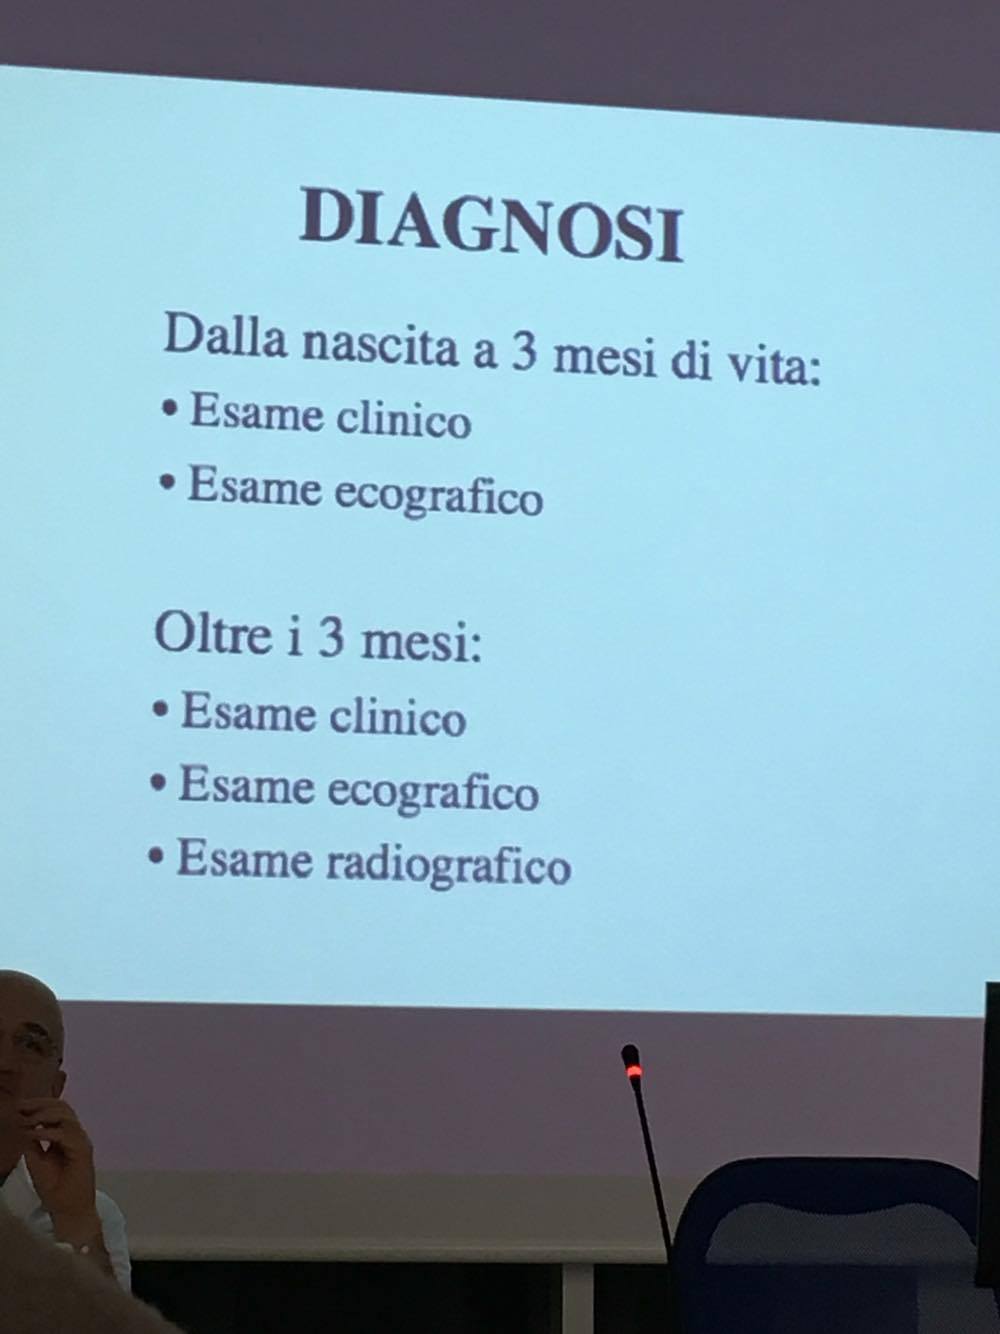 DIAGNOSI
Dalla nascita a 3 mesi di vita:
• Esame clinico
• Esame ecografico
Oltre i 3 mesi:
• Esame clinico
• Esame ecografico
• Esame radiografico